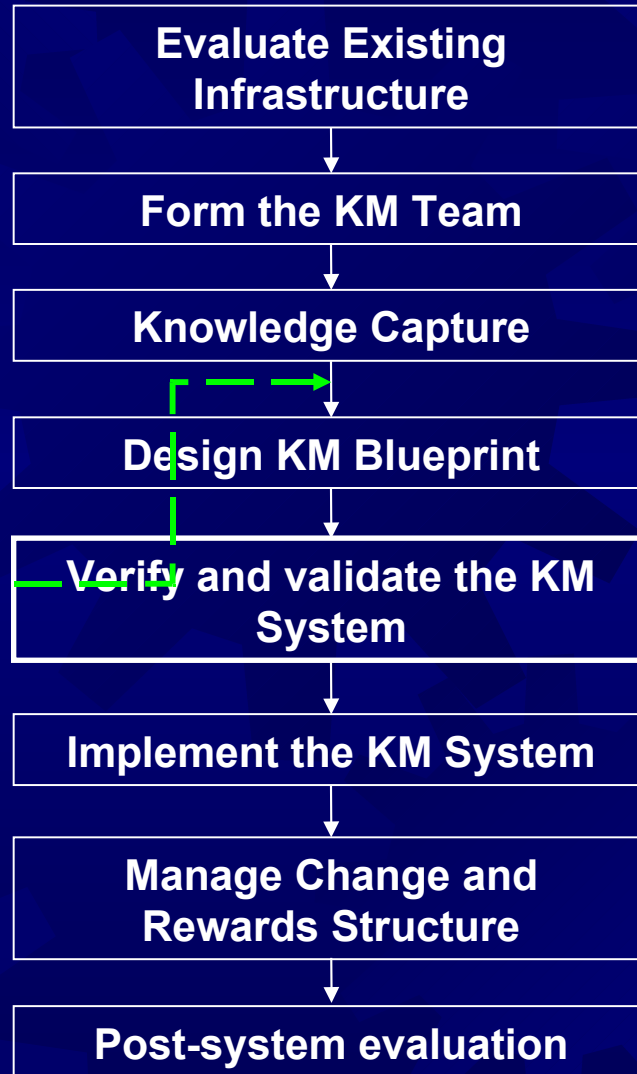 Evaluate Existing
Infrastructure
Form the KM Team
Knowledge Capture
Design KM Blueprint
Verify and validate the KM
System
Implement the KM System
Manage Change and
Rewards Structure
Post-system evaluation